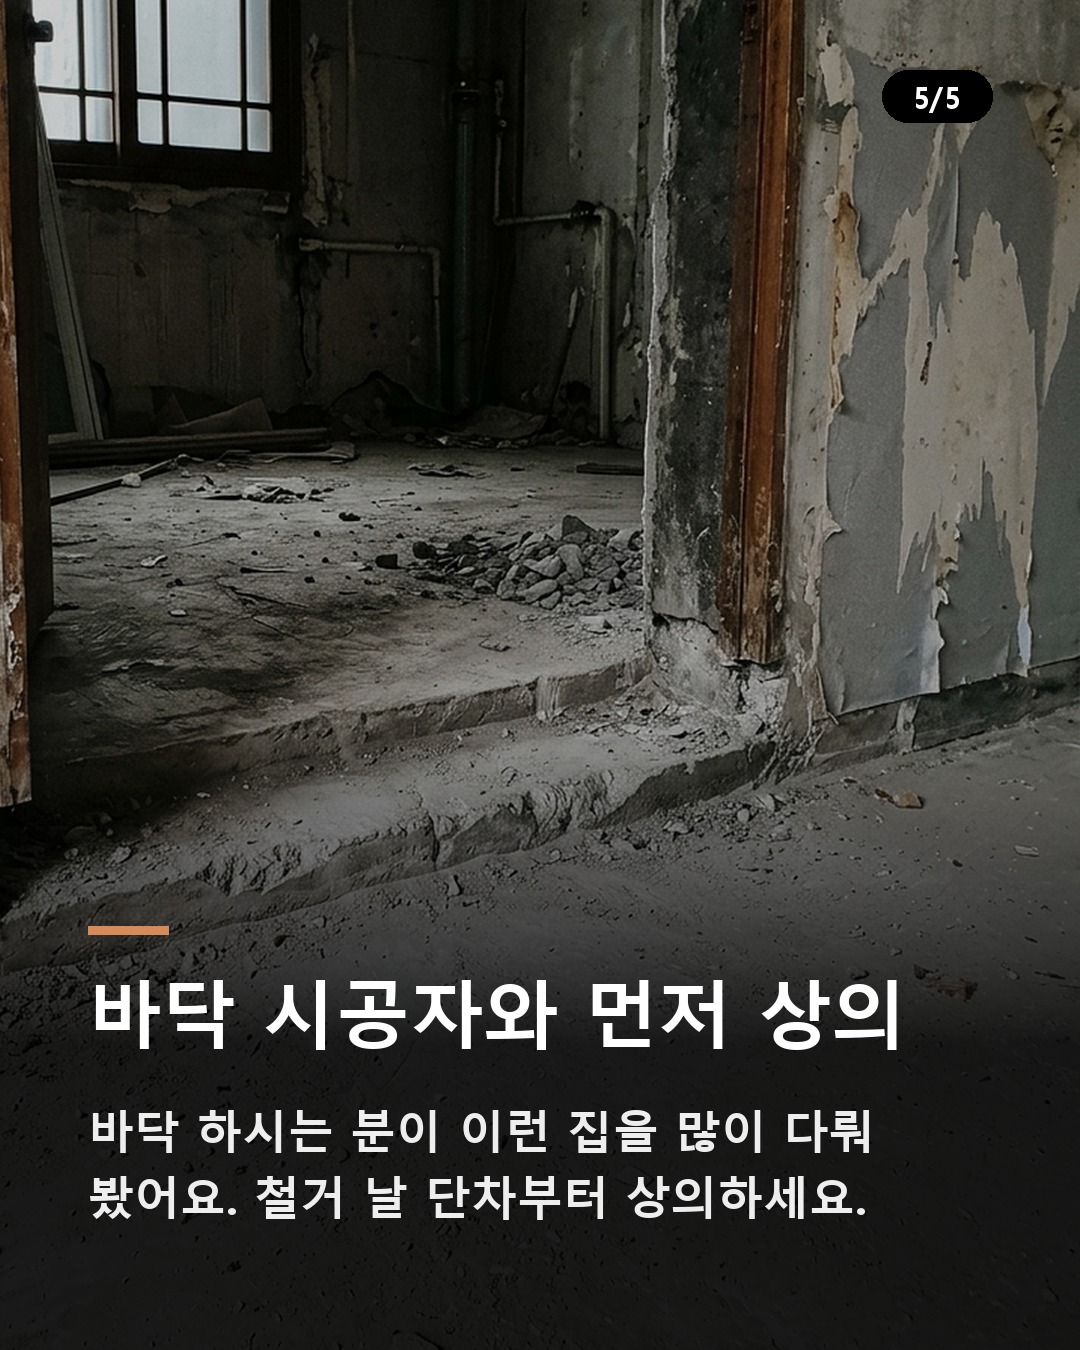 5/5
바닥 시공자와 먼저 상의
바닥 하시는 분이 이런 집을 많이 다뤄
봤어요. 철거 날 단차부터 상의하세요.